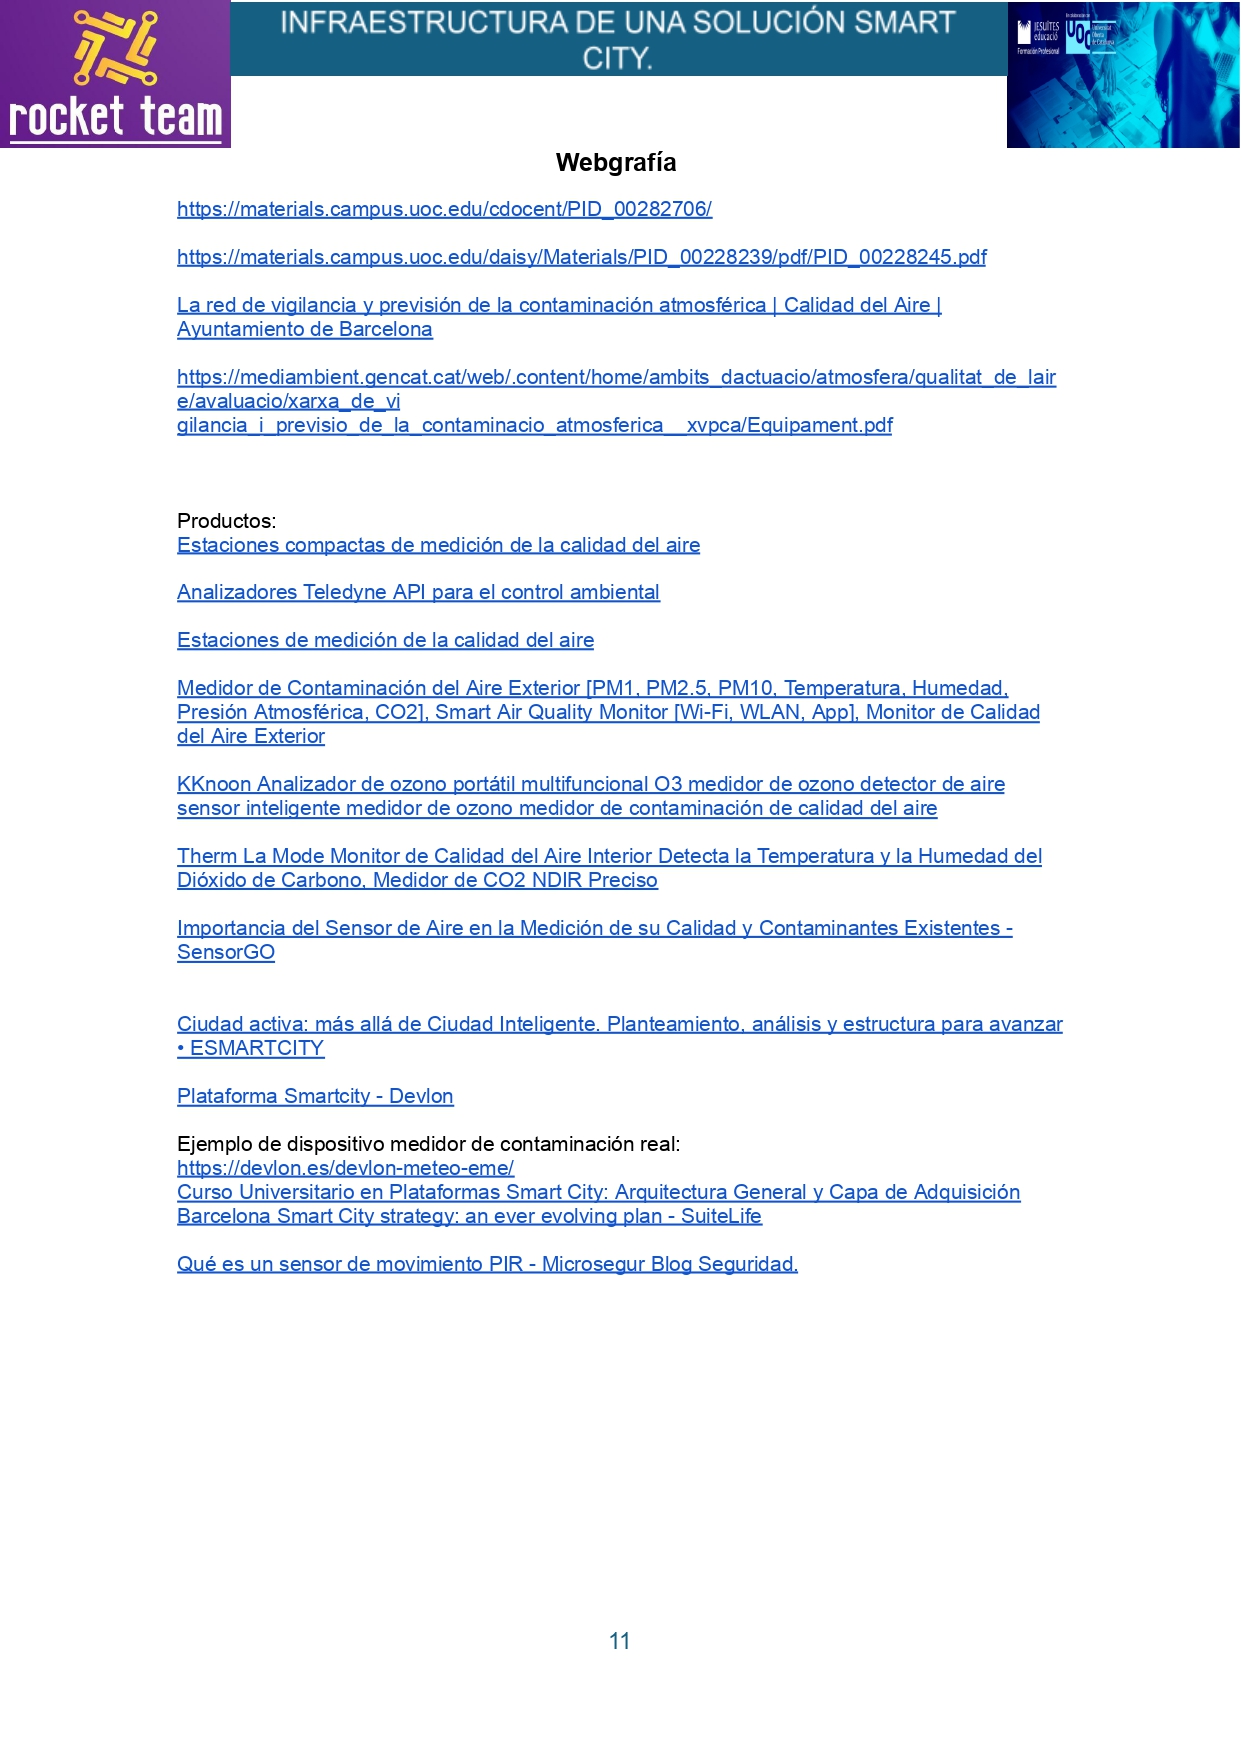 INFRAESTRUCTURA DE UNA SOLUCIÓN SMART
CITY.
rocket team
JESUÏTES
educació
Formación Profesional
En colaboración con
UOC
Universitat
Oberta
de Catalunya
Webgrafía
https://materials.campus.uoc.edu/cdocent/PID_00282706/
https://materials.campus.uoc.edu/daisy/Materials/PID_00228239/pdf/PID_00228245.pdf
La red de vigilancia y previsión de la contaminación atmosférica | Calidad del Aire |
Ayuntamiento de Barcelona
https://mediambient.gencat.cat/web/.content/home/ambits_dactuacio/atmosfera/qualitat_de_lair
e/avaluacio/xarxa_de_vi
gilancia_i_previsio_de_la_contaminacio_atmosferica__xvpca/Equipament.pdf
Productos:
Estaciones compactas de medición de la calidad del aire
Analizadores Teledyne API para el control ambiental
Estaciones de medición de la calidad del aire
Medidor de Contaminación del Aire Exterior [PM1, PM2.5, PM10, Temperatura, Humedad,
Presión Atmosférica, CO2], Smart Air Quality Monitor [Wi-Fi, WLAN, App], Monitor de Calidad
del Aire Exterior
KKnoon Analizador de ozono portátil multifuncional O3 medidor de ozono detector de aire
sensor inteligente medidor de ozono medidor de contaminación de calidad del aire
Therm La Mode Monitor de Calidad del Aire Interior Detecta la Temperatura y la Humedad del
Dióxido de Carbono, Medidor de CO2 NDIR Preciso
Importancia del Sensor de Aire en la Medición de su Calidad y Contaminantes Existentes -
SensorGO
Ciudad activa: más allá de Ciudad Inteligente. Planteamiento, análisis y estructura para avanzar
• ESMARTCITY
Plataforma Smartcity - Devlon
Ejemplo de dispositivo medidor de contaminación real:
https://devlon.es/devlon-meteo-eme/
Curso Universitario en Plataformas Smart City: Arquitectura General y Capa de Adquisición
Barcelona Smart City strategy: an ever evolving plan - SuiteLife
Qué es un sensor de movimiento PIR - Microsegur Blog Seguridad.
11